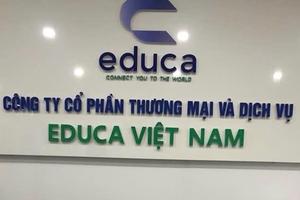 educa
CONNECT YOU TO THE WORLD
CÔNG TY CỔ PHẦN THƯƠNG MẠI VÀ DỊCH VỤ
EDUCA VIỆT NAM